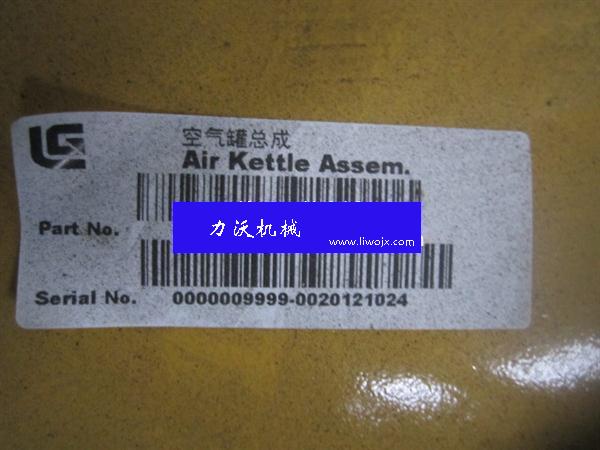 空气罐总成
Air Kettle Assem.
Part No.
力沃机械
www.liwojx.com
Serial No. 0000009999-0020121024